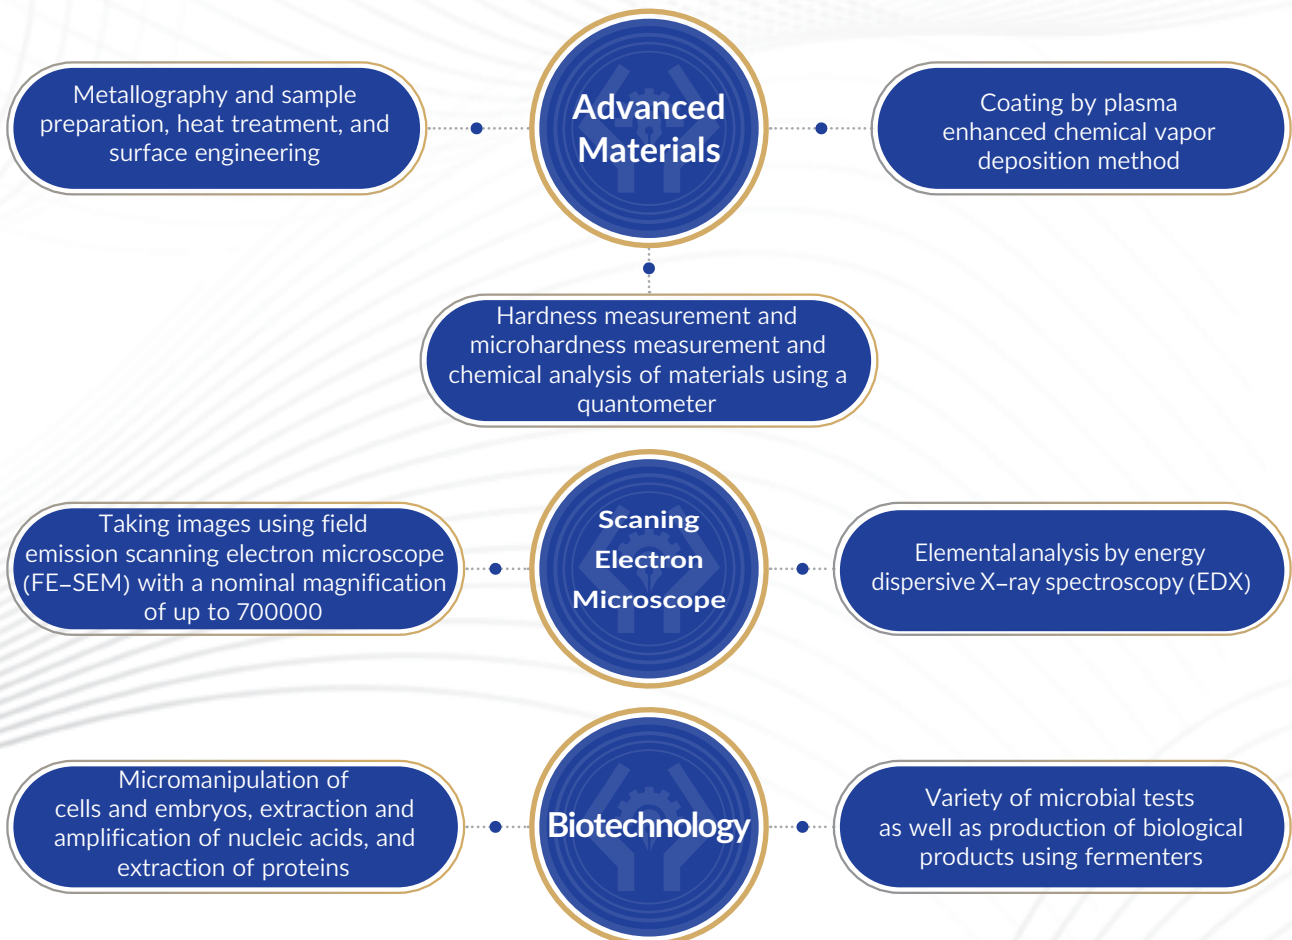 Advanced
Materials
Metallography and sample
preparation, heat treatment, and
surface engineering
Coating by plasma
enhanced chemical vapor
deposition method
Hardness measurement and
microhardness measurement and
chemical analysis of materials using a
quantometer
Scaning
Electron
Microscope
Taking images using field
emission scanning electron microscope
(FE-SEM) with a nominal magnification
of up to 700000
Elemental analysis by energy
dispersive X-ray spectroscopy (EDX)
Biotechnology
Micromanipulation of
cells and embryos, extraction and
amplification of nucleic acids, and
extraction of proteins
Variety of microbial tests
as well as production of biological
products using fermenters